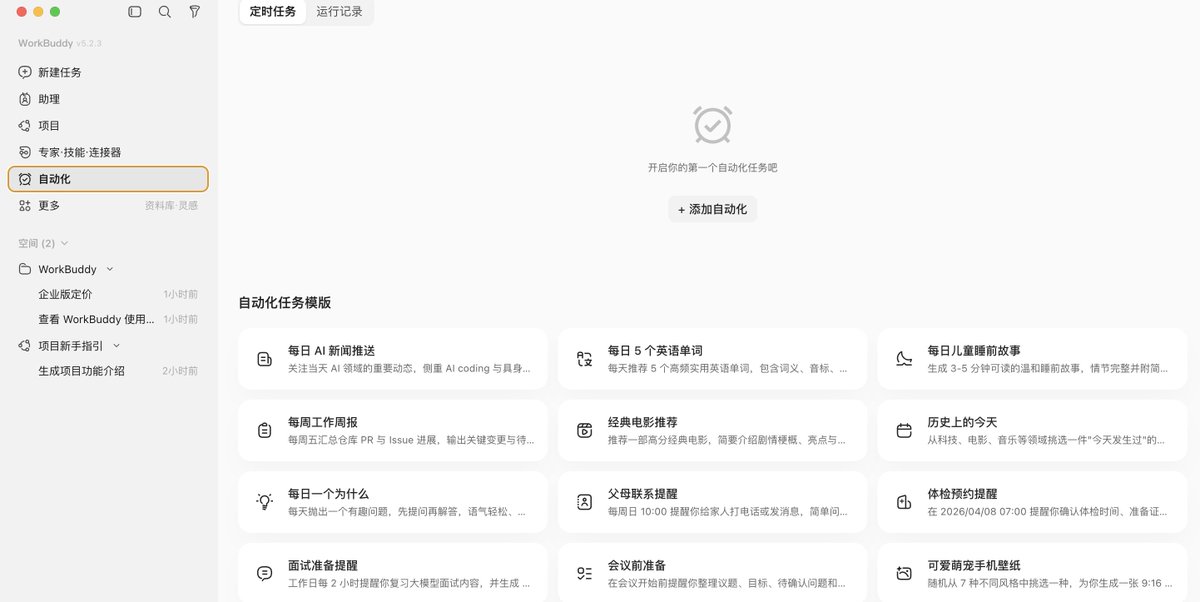 定时任务 运行记录
WorkBuddy v5.2.3
新建任务
助理
项目
专家·技能·连接器
自动化
更多 资料库·灵感
空间 (2)
WorkBuddy
企业版定价 1小时前
查看 WorkBuddy 使用... 1小时前
项目新手指引
生成项目功能介绍 2小时前
开启你的第一个自动化任务吧
+ 添加自动化
自动化任务模版
每日 AI 新闻推送
关注当天 AI 领域的重要动态，侧重 AI coding 与具身...
每日 5 个英语单词
每天推荐 5 个高频实用英语单词，包含词义、音标、...
每日儿童睡前故事
生成 3-5 分钟可读的温和睡前故事，情节完整并附简...
每周工作周报
每周五汇总仓库 PR 与 Issue 进展，输出关键变更与待...
经典电影推荐
推荐一部高分经典电影，简要介绍剧情梗概、亮点与...
历史上的今天
从科技、电影、音乐等领域挑选一件"今天发生过"的...
每日一个为什么
每天抛出一个有趣问题，先提问再解答，语气轻松、...
父母联系提醒
每周日 10:00 提醒你给家人打电话或发消息，简单问...
体检预约提醒
在 2026/04/08 07:00 提醒你确认体检时间、准备证...
面试准备提醒
工作日每 2 小时提醒你复习大模型面试内容，并生成 ...
会议前准备
在会议开始前提醒你整理议题、目标、待确认问题和...
可爱萌宠手机壁纸
随机从 7 种不同风格中挑选一种，为你生成一张 9:16 ...